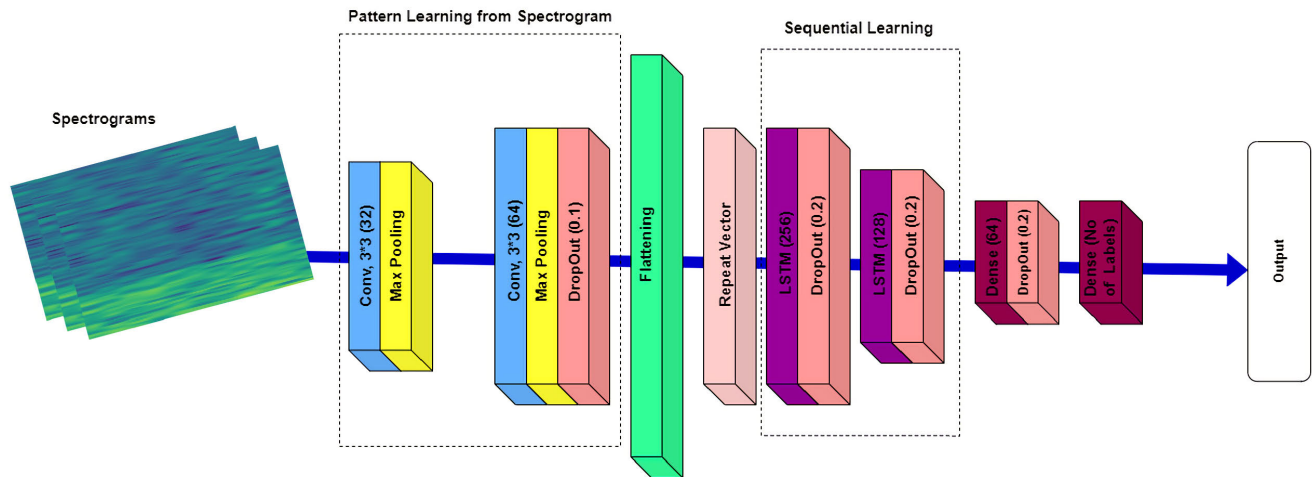 Pattern Learning from Spectrogram
Sequential Learning
Spectrograms
Conv, 3*3 (32)
Max Pooling
Conv, 3*3 (64)
Max Pooling
DropOut (0.1)
Flattening
Repeat Vector
LSTM (256)
DropOut (0.2)
LSTM (128)
DropOut (0.2)
Dense (64)
DropOut (0.2)
Dense (No
of Labels)
Output